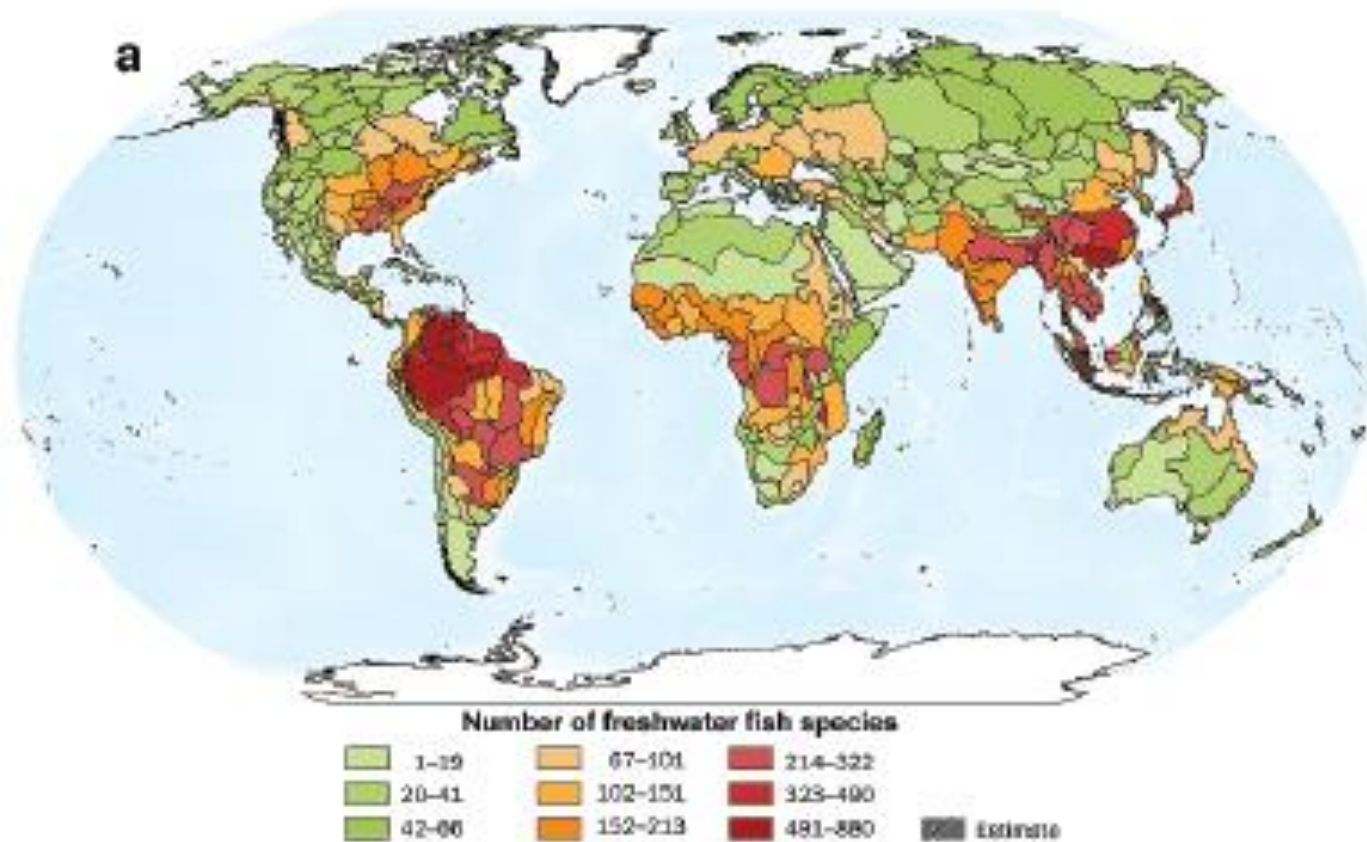 a
Number of freshwater fish species
1–19 67–101 214–322
20–41 102–151 323–490
42–66 152–213 491–880
Estimate